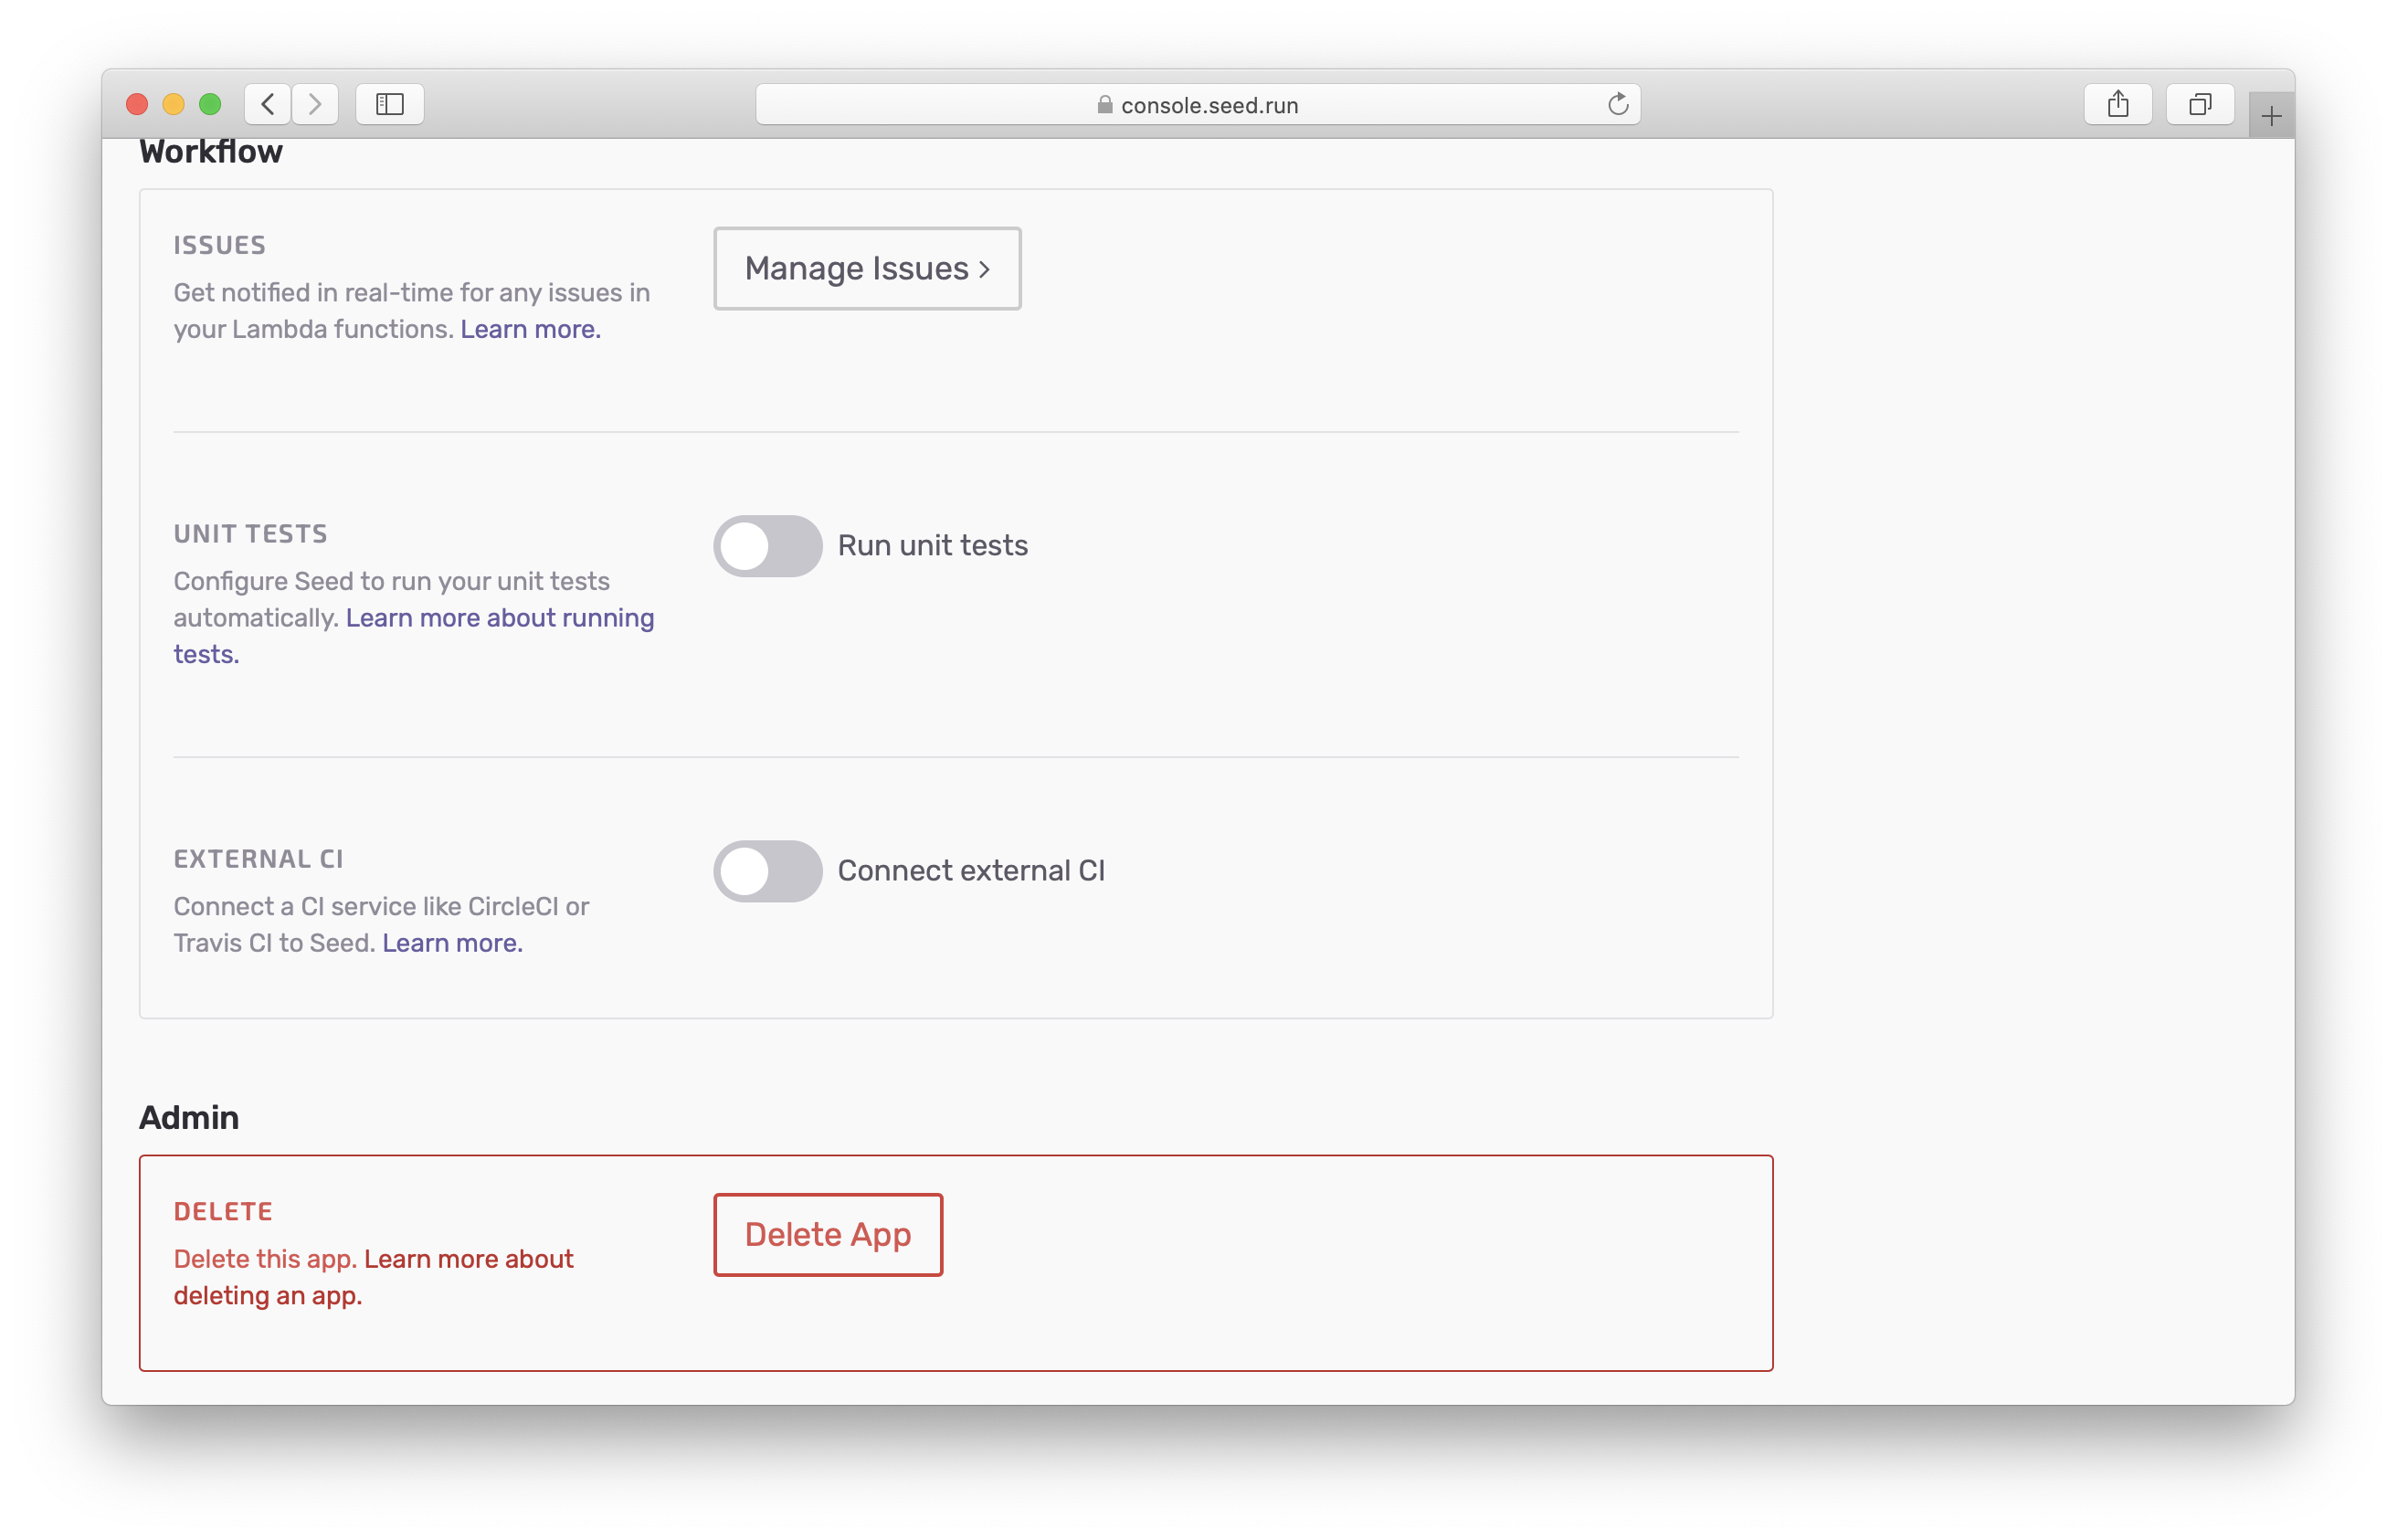 console.seed.run
Workflow
ISSUES
Manage Issues >
Get notified in real-time for any issues in
your Lambda functions. Learn more.
UNIT TESTS
Run unit tests
Configure Seed to run your unit tests
automatically. Learn more about running
tests.
EXTERNAL CI
Connect external CI
Connect a CI service like CircleCI or
Travis CI to Seed. Learn more.
Admin
DELETE
Delete App
Delete this app. Learn more about
deleting an app.